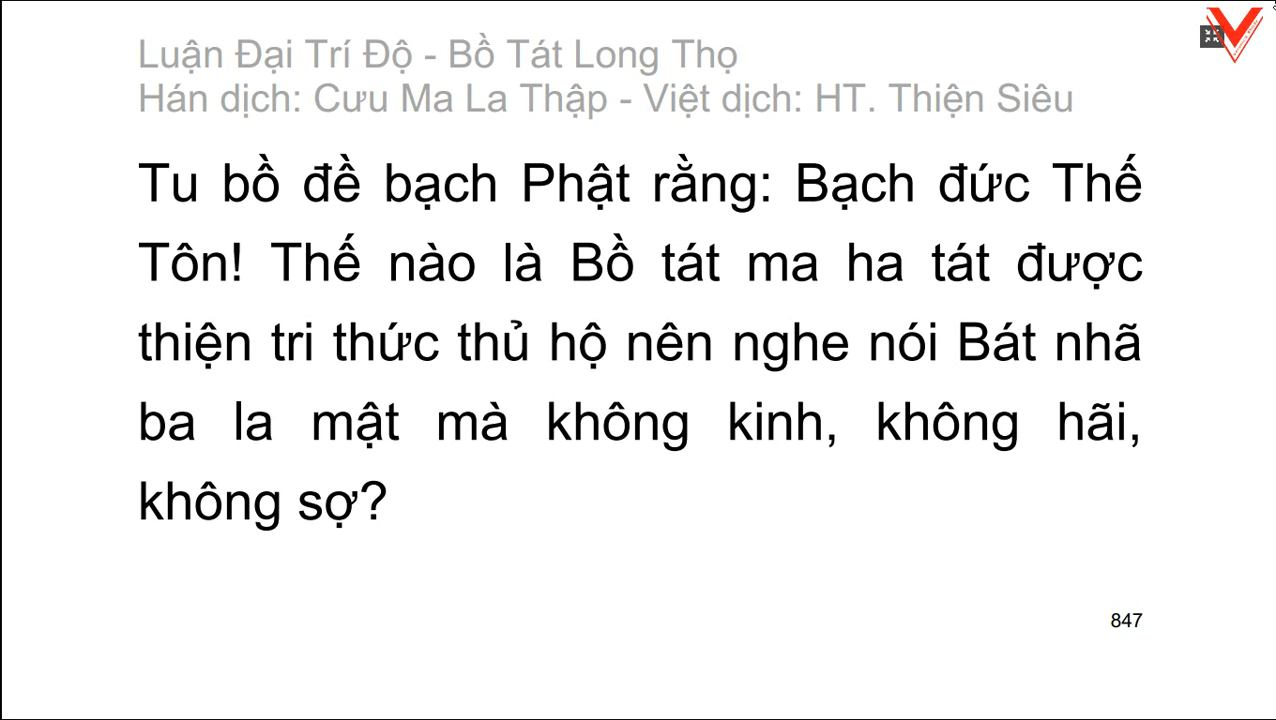 Luận Đại Trí Độ - Bồ Tát Long Thọ
Hán dịch: Cưu Ma La Thập - Việt dịch: HT. Thiện Siêu
Tu bồ đề bạch Phật rằng: Bạch đức Thế
Tôn! Thế nào là Bồ tát ma ha tát được
thiện tri thức thủ hộ nên nghe nói Bát nhã
ba la mật mà không kinh, không hãi,
không sợ?
847